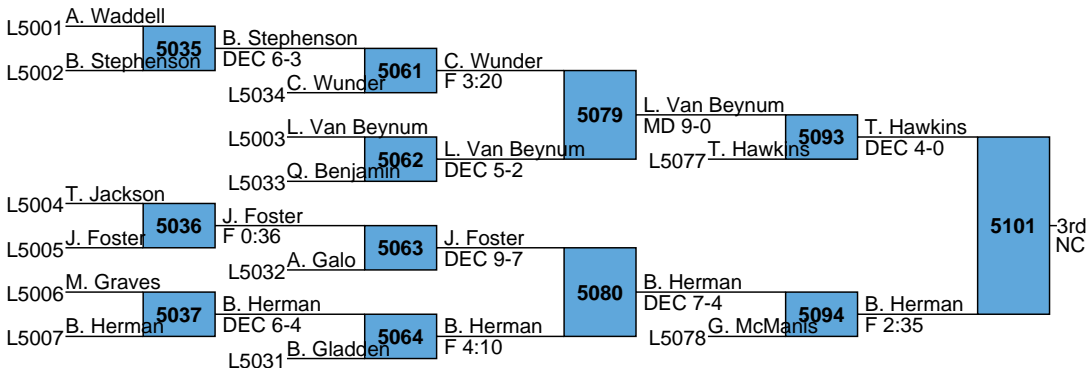 L5001 A. Waddell
5035
L5002 B. Stephenson
B. Stephenson
DEC 6-3
5061
L5034 C. Wunder
C. Wunder
F 3:20
L5003 L. Van Beynum
5062
L5033 Q. Benjamin
L. Van Beynum
DEC 5-2
5079
L. Van Beynum
MD 9-0
5093
L5077 T. Hawkins
T. Hawkins
DEC 4-0
L5004 T. Jackson
5036
L5005 J. Foster
J. Foster
F 0:36
5063
L5032 A. Galo
J. Foster
DEC 9-7
L5006 M. Graves
5037
L5007 B. Herman
B. Herman
DEC 6-4
5064
L5031 B. Gladden
B. Herman
F 4:10
5080
B. Herman
DEC 7-4
5094
L5078 G. McManis
B. Herman
F 2:35
5101
3rd
NC